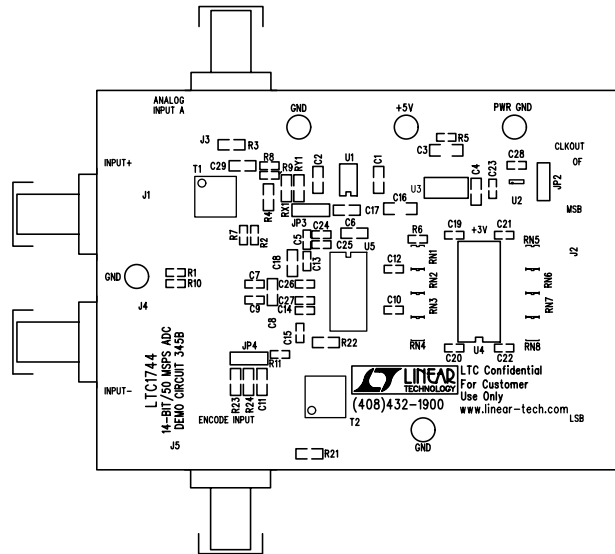 ANALOG
INPUT A
GND
+5V
PWR GND
J3
R3
R5
C3
CLKOUT
OF
INPUT+
C29
R8
R9
RY1
C2
U1
C1
C28
T1
U3
C4
C23
U2
JP2
J1
R4
RX1
JP3
C17
C16
MSB
R7
R2
C5
C24
C6
C25
U5
R6
C19
+3V
C21
RN5
J2
GND
C18
C13
C12
RN1
R1
R10
C7
C26
RN2
RN6
J4
C9
C27
C14
RN3
RN7
C8
C10
C15
R22
RN4
C20
U4
C22
RN8
JP4
R11
LINEAR
TECHNOLOGY
LTC Confidential
For Customer
Use Only
www.linear-tech.com
(408)432-1900
INPUT-
LTC1744
14-BIT/50 MSPS ADC
DEMO CIRCUIT 345B
R23
R24
C11
ENCODE INPUT
T2
LSB
J5
GND
R21